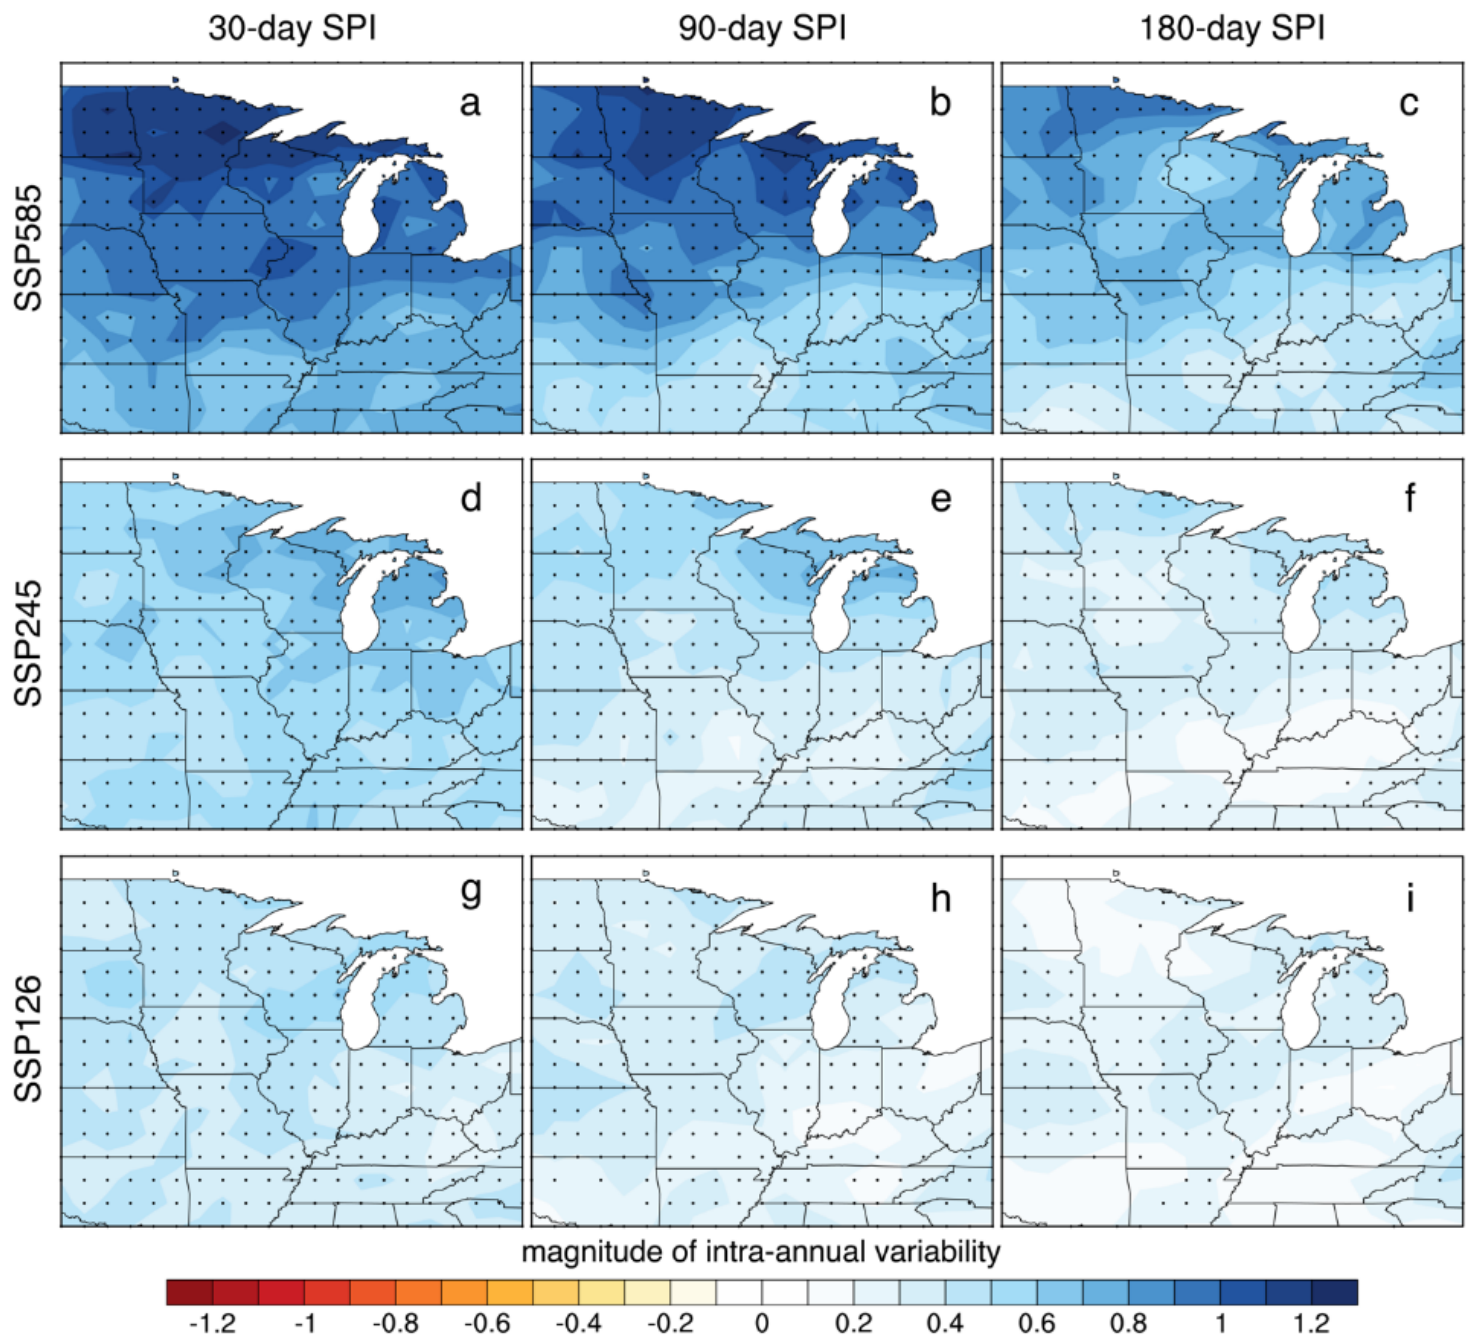 30-day SPI 90-day SPI 180-day SPI
SSP585 a b c
SSP245 d e f
SSP126 g h i
magnitude of intra-annual variability
-1.2 -1 -0.8 -0.6 -0.4 -0.2 0 0.2 0.4 0.6 0.8 1 1.2